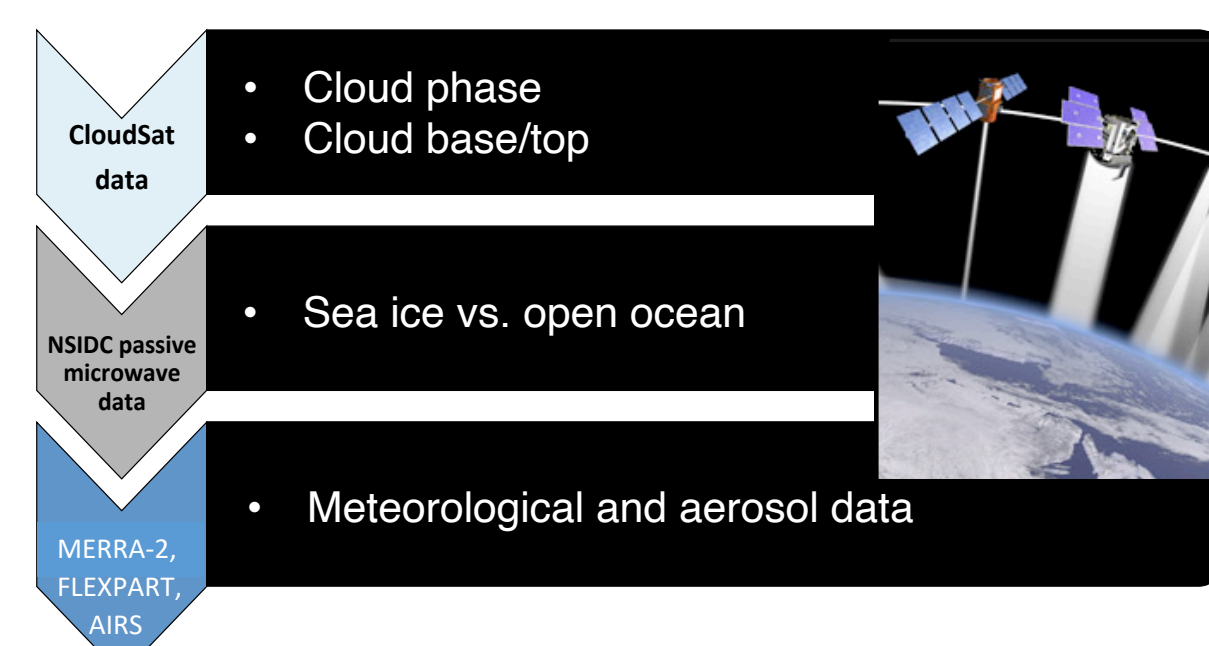 CloudSat
data
• Cloud phase
• Cloud base/top
NSIDC passive
microwave
data
• Sea ice vs. open ocean
MERRA-2,
FLEXPART,
AIRS
• Meteorological and aerosol data